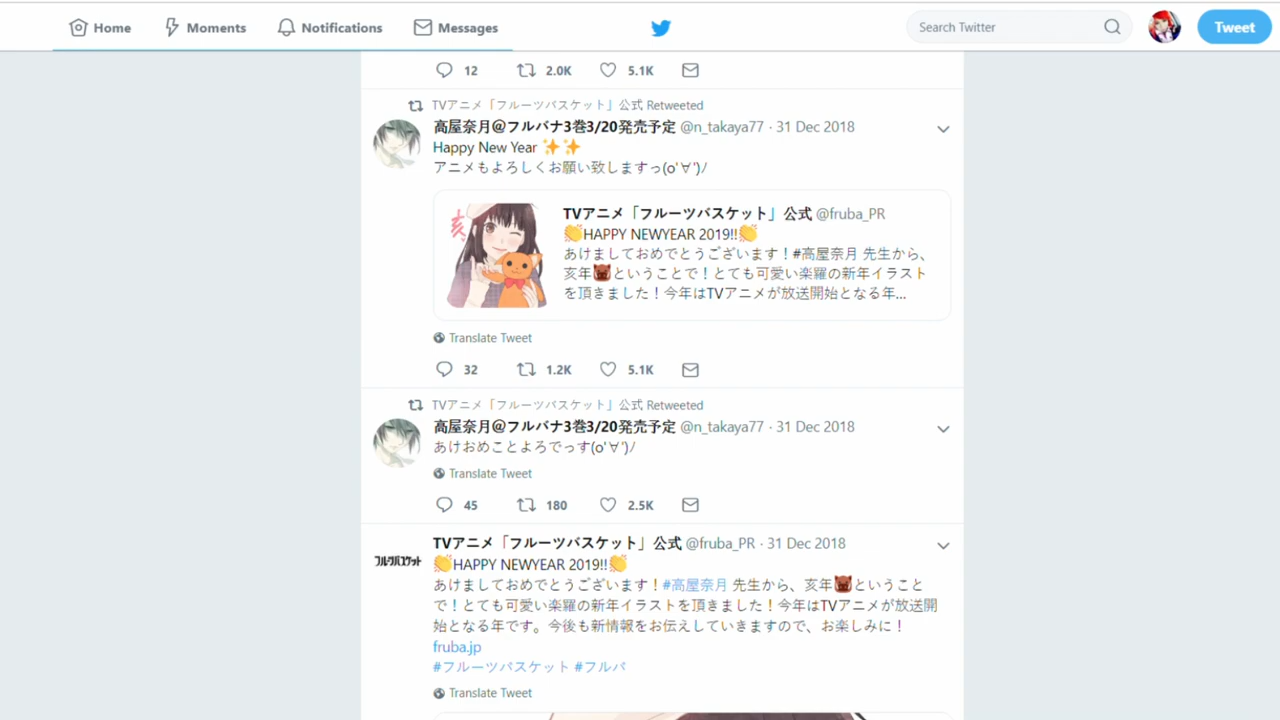 Home Moments Notifications Messages Search Twitter Tweet
12 2.0K 5.1K
TVアニメ「フルーツバスケット」公式 Retweeted
高屋奈月@フルバナ3巻3/20発売予定 @n_takaya77 · 31 Dec 2018
Happy New Year ✨✨
アニメもよろしくお願い致しますっ(o'∀')ﾉ
亥
TVアニメ「フルーツバスケット」公式 @fruba_PR
👏HAPPY NEWYEAR 2019!!👏
あけましておめでとうございます！#高屋奈月 先生から、
亥年🐗ということで！とても可愛い楽羅の新年イラスト
を頂きました！今年はTVアニメが放送開始となる年...
Translate Tweet
32 1.2K 5.1K
TVアニメ「フルーツバスケット」公式 Retweeted
高屋奈月@フルバナ3巻3/20発売予定 @n_takaya77 · 31 Dec 2018
あけおめことよろでっす(o'∀')ﾉ
Translate Tweet
45 180 2.5K
フルーツバスケット
TVアニメ「フルーツバスケット」公式 @fruba_PR · 31 Dec 2018
👏HAPPY NEWYEAR 2019!!👏
あけましておめでとうございます！#高屋奈月 先生から、亥年🐗ということ
で！とても可愛い楽羅の新年イラストを頂きました！今年はTVアニメが放送開
始となる年です。今後も新情報をお伝えしていきますので、お楽しみに！
fruba.jp
#フルーツバスケット #フルバ
Translate Tweet